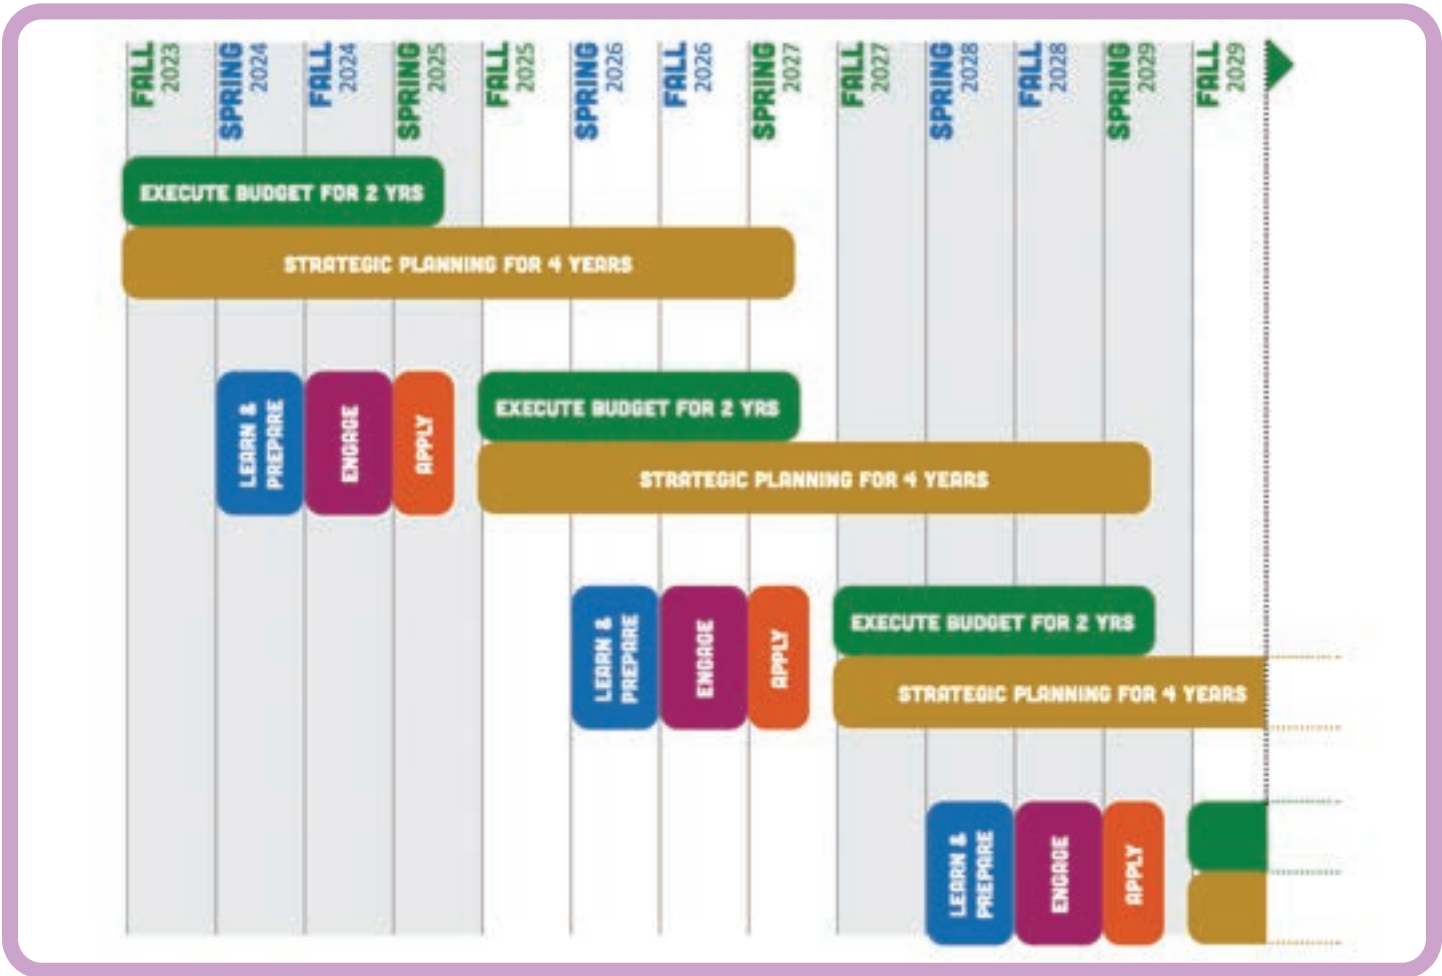 FALL
2023
SPRING
2024
FALL
2024
SPRING
2025
FALL
2025
SPRING
2026
FALL
2026
SPRING
2027
FALL
2027
SPRING
2028
FALL
2028
SPRING
2029
FALL
2029
EXECUTE BUDGET FOR 2 YRS
STRATEGIC PLANNING FOR 4 YEARS
LEARN &
PREPARE
ENGAGE
APPLY
EXECUTE BUDGET FOR 2 YRS
STRATEGIC PLANNING FOR 4 YEARS
LEARN &
PREPARE
ENGAGE
APPLY
EXECUTE BUDGET FOR 2 YRS
STRATEGIC PLANNING FOR 4 YEARS
LEARN &
PREPARE
ENGAGE
APPLY